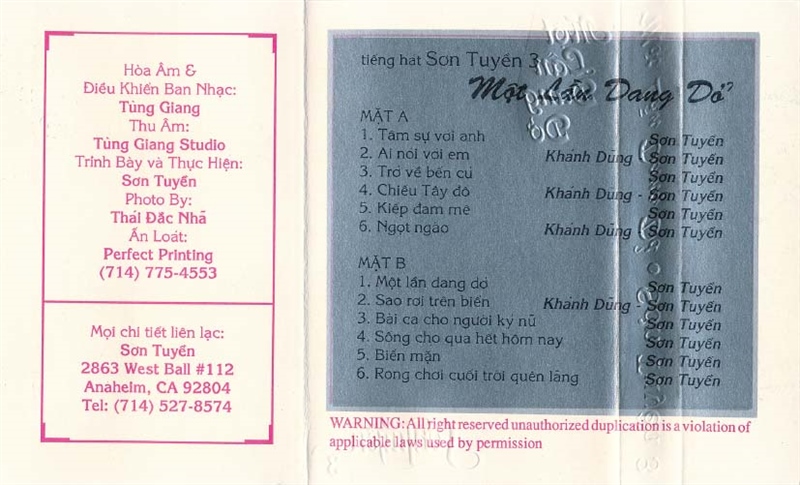 Hòa Âm &
Điều Khiển Ban Nhạc:
Tùng Giang
Thu Âm:
Tùng Giang Studio
Trình Bày và Thực Hiện:
Sơn Tuyền
Photo By:
Thái Đắc Nhã
Ấn Loát:
Perfect Printing
(714) 775-4553
Mọi chi tiết liên lạc:
Sơn Tuyền
2863 West Ball #112
Anaheim, CA 92804
Tel: (714) 527-8574
tiếng hát Sơn Tuyền 3
Một Lần Dang Dở
MẶT A
1. Tâm sự với anh Sơn Tuyền
2. Ai nói với em Khánh Dũng - Sơn Tuyền
3. Trở về bến cũ Sơn Tuyền
4. Chiều Tây đô Khánh Dũng - Sơn Tuyền
5. Kiếp đam mê Sơn Tuyền
6. Ngọt ngào Khánh Dũng - Sơn Tuyền
MẶT B
1. Một lần dang dở Sơn Tuyền
2. Sao rơi trên biển Khánh Dũng - Sơn Tuyền
3. Bài ca cho người kỹ nữ Sơn Tuyền
4. Sống cho qua hết hôm nay Sơn Tuyền
5. Biển mặn Sơn Tuyền
6. Rong chơi cuối trời quên lãng Sơn Tuyền
WARNING: All right reserved unauthorized duplication is a violation of
applicable laws used by permission